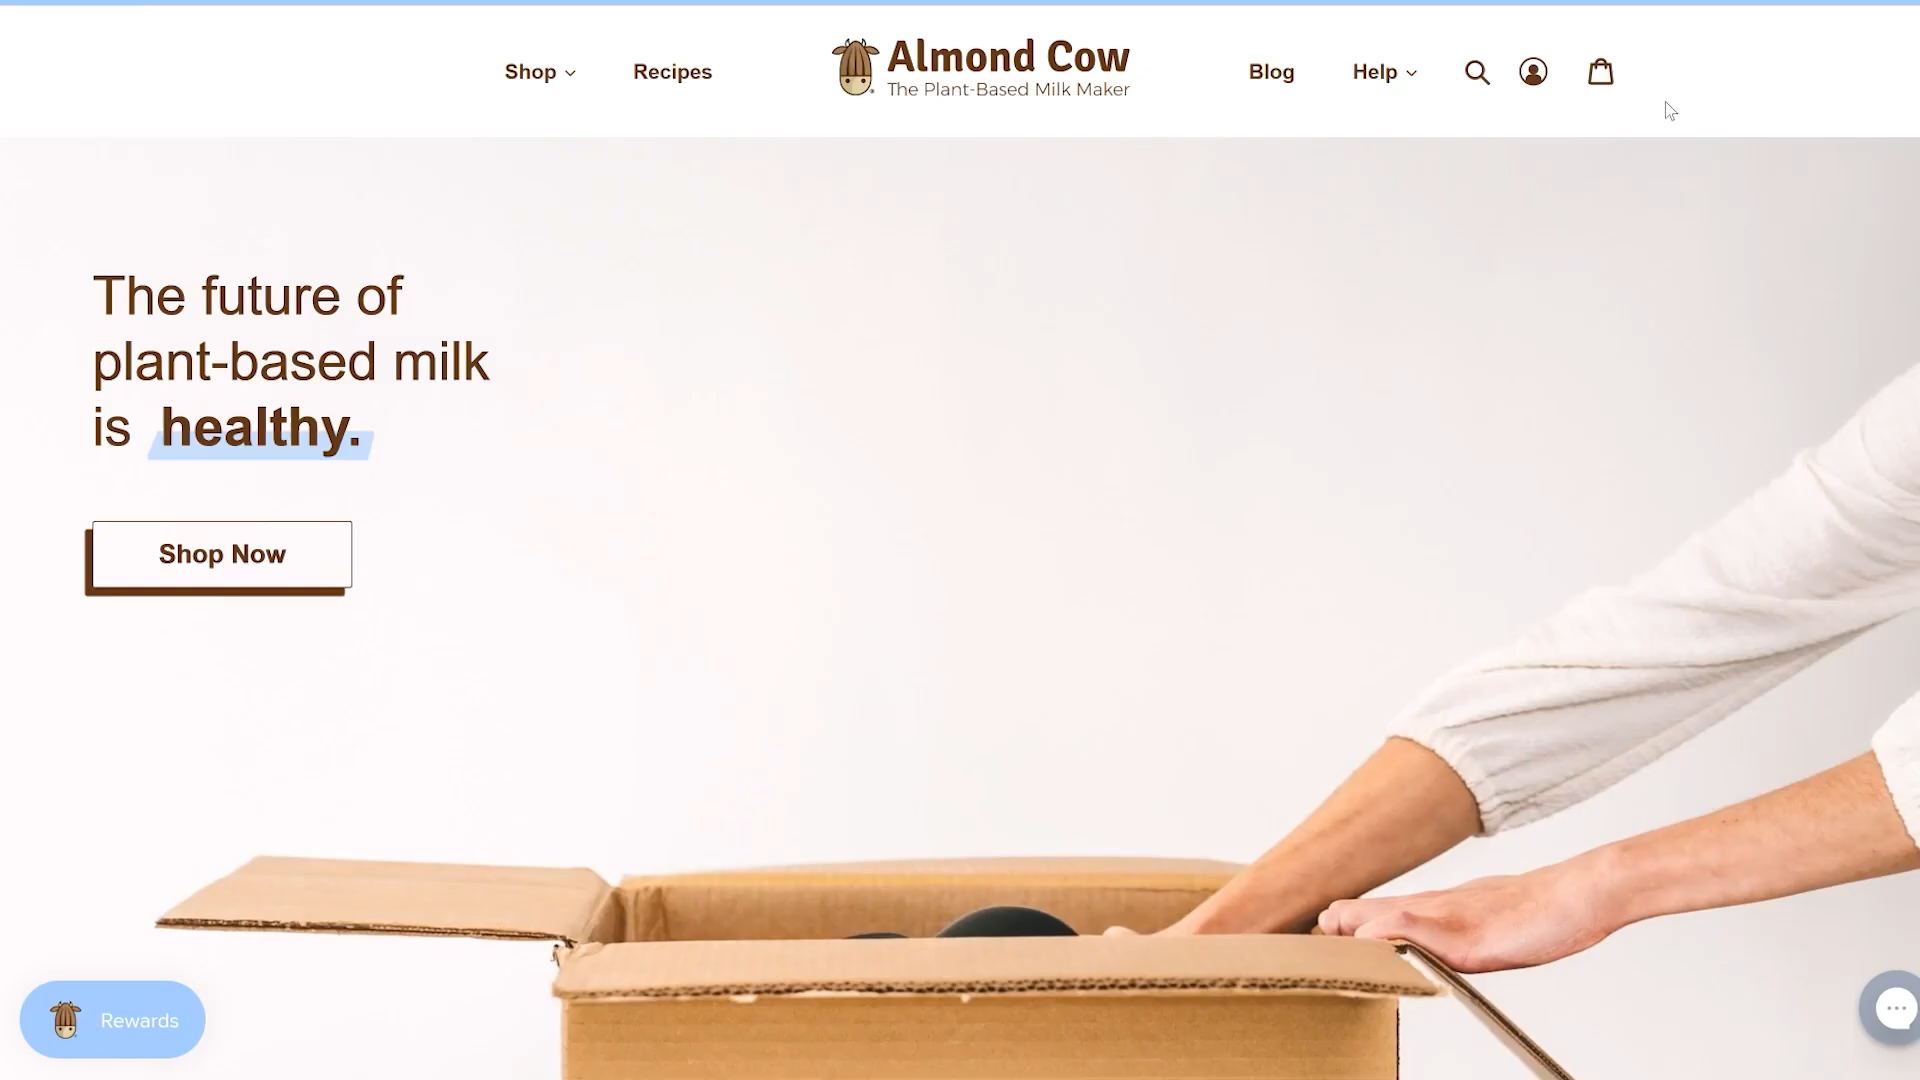 Shop
Recipes
Almond Cow
The Plant-Based Milk Maker
Blog
Help
The future of
plant-based milk
is healthy.
Shop Now
Rewards